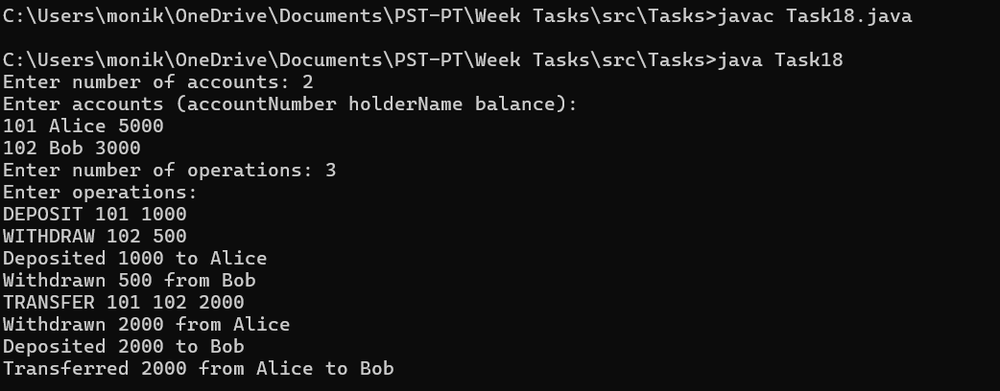 C:\Users\monik\OneDrive\Documents\PST-PT\Week Tasks\src\Tasks>javac Task18.java
C:\Users\monik\OneDrive\Documents\PST-PT\Week Tasks\src\Tasks>java Task18
Enter number of accounts: 2
Enter accounts (accountNumber holderName balance):
101 Alice 5000
102 Bob 3000
Enter number of operations: 3
Enter operations:
DEPOSIT 101 1000
WITHDRAW 102 500
Deposited 1000 to Alice
Withdrawn 500 from Bob
TRANSFER 101 102 2000
Withdrawn 2000 from Alice
Deposited 2000 to Bob
Transferred 2000 from Alice to Bob